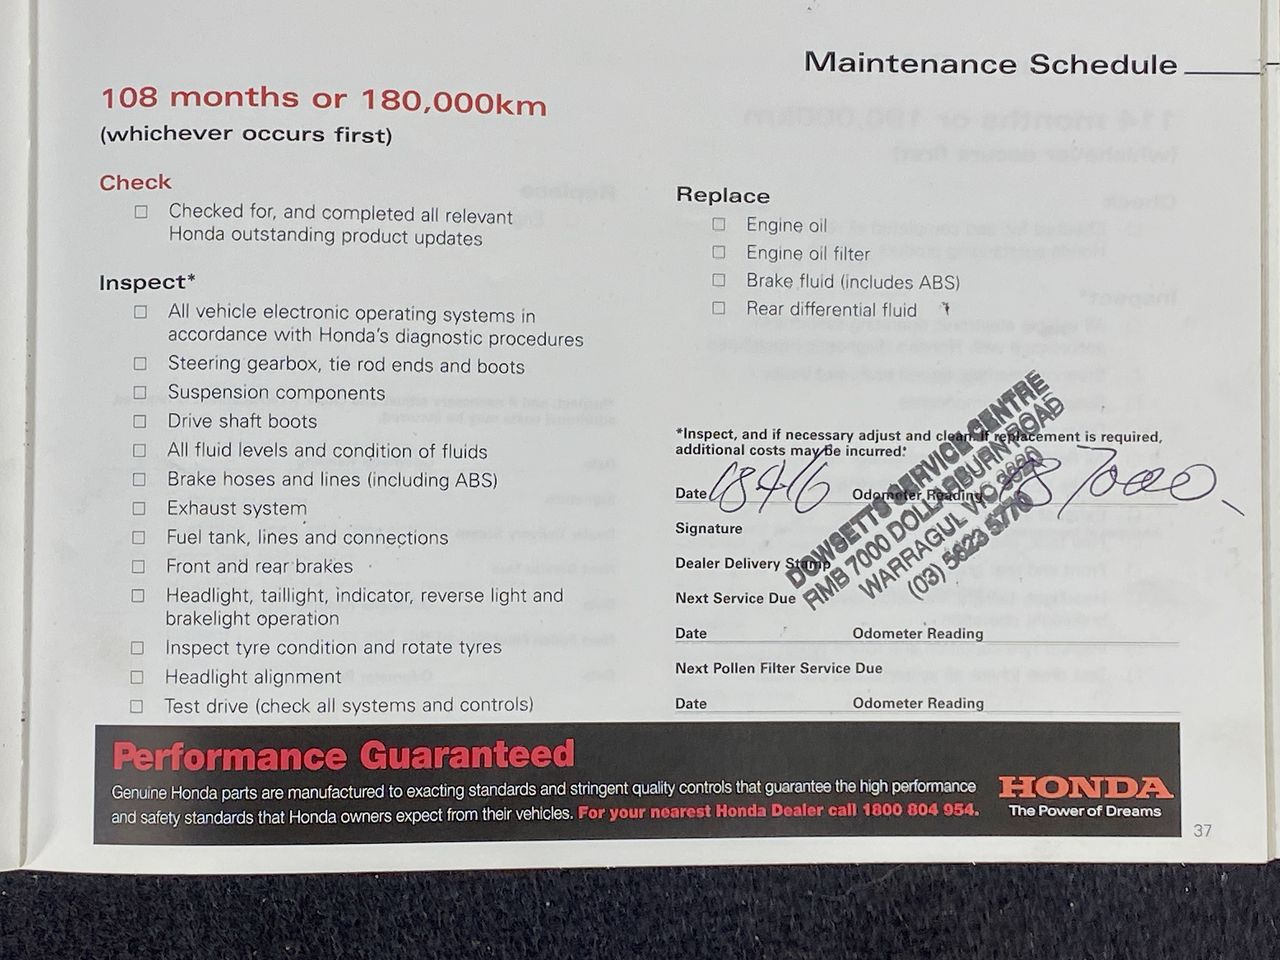 Maintenance Schedule
108 months or 180,000km
(whichever occurs first)
Check
Checked for, and completed all relevant
Honda outstanding product updates
Inspect*
All vehicle electronic operating systems in
accordance with Honda's diagnostic procedures
Steering gearbox, tie rod ends and boots
Suspension components
Drive shaft boots
All fluid levels and condition of fluids
Brake hoses and lines (including ABS)
Exhaust system
Fuel tank, lines and connections
Front and rear brakes
Headlight, taillight, indicator, reverse light and
brakelight operation
Inspect tyre condition and rotate tyres
Headlight alignment
Test drive (check all systems and controls)
Replace
Engine oil
Engine oil filter
Brake fluid (includes ABS)
Rear differential fluid
*Inspect, and if necessary adjust and clean. If replacement is required,
additional costs may be incurred.
Date Odometer Reading
Signature
Dealer Delivery Stamp
DOWSETTS SERVICE CENTRE
RMB 7000 DOLLARBURN ROAD
WARRAGUL VIC 3820
(03) 5623 5770
Next Service Due
Date Odometer Reading
Next Pollen Filter Service Due
Date Odometer Reading
Performance Guaranteed
Genuine Honda parts are manufactured to exacting standards and stringent quality controls that guarantee the high performance
and safety standards that Honda owners expect from their vehicles. For your nearest Honda Dealer call 1800 804 954.
HONDA
The Power of Dreams
37